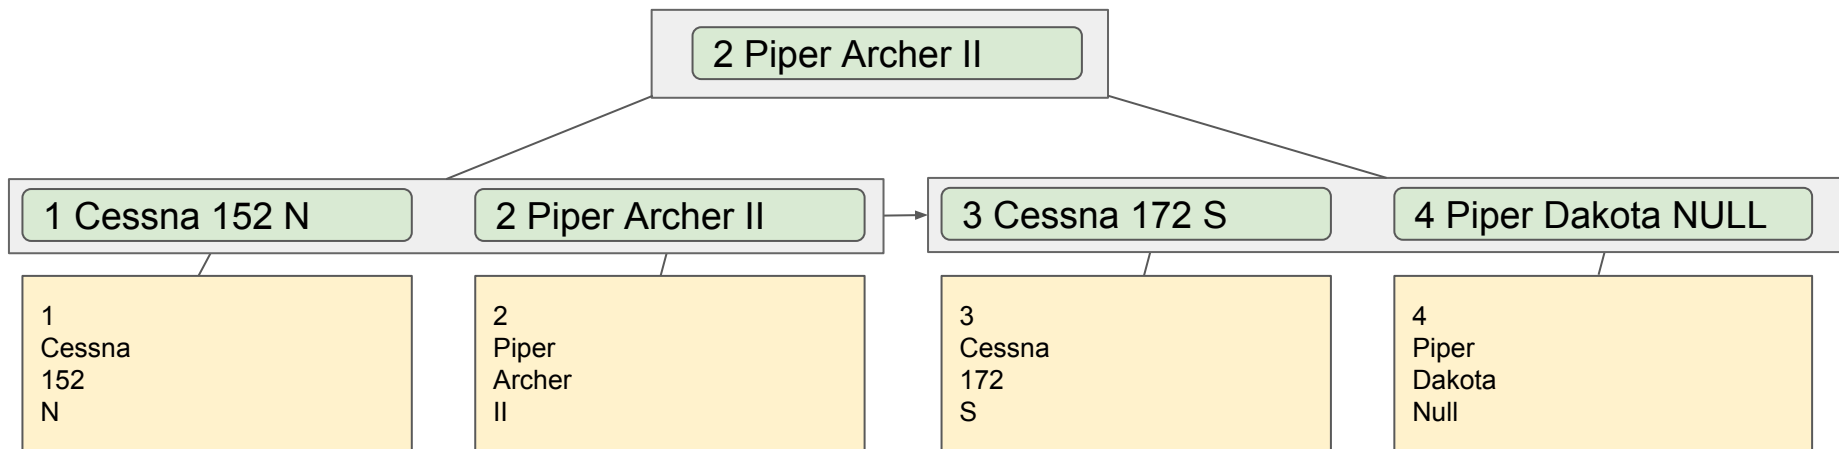 2 Piper Archer II
1 Cessna 152 N
2 Piper Archer II
3 Cessna 172 S
4 Piper Dakota NULL
1
Cessna
152
N
2
Piper
Archer
II
3
Cessna
172
S
4
Piper
Dakota
Null